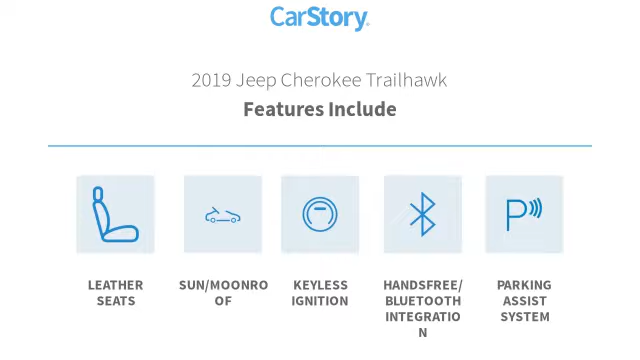 CarStory
2019 Jeep Cherokee Trailhawk
Features Include
LEATHER
SEATS
SUN/MOONRO
OF
KEYLESS
IGNITION
HANDSFREE/
BLUETOOTH
INTEGRATIO
N
P
PARKING
ASSIST
SYSTEM